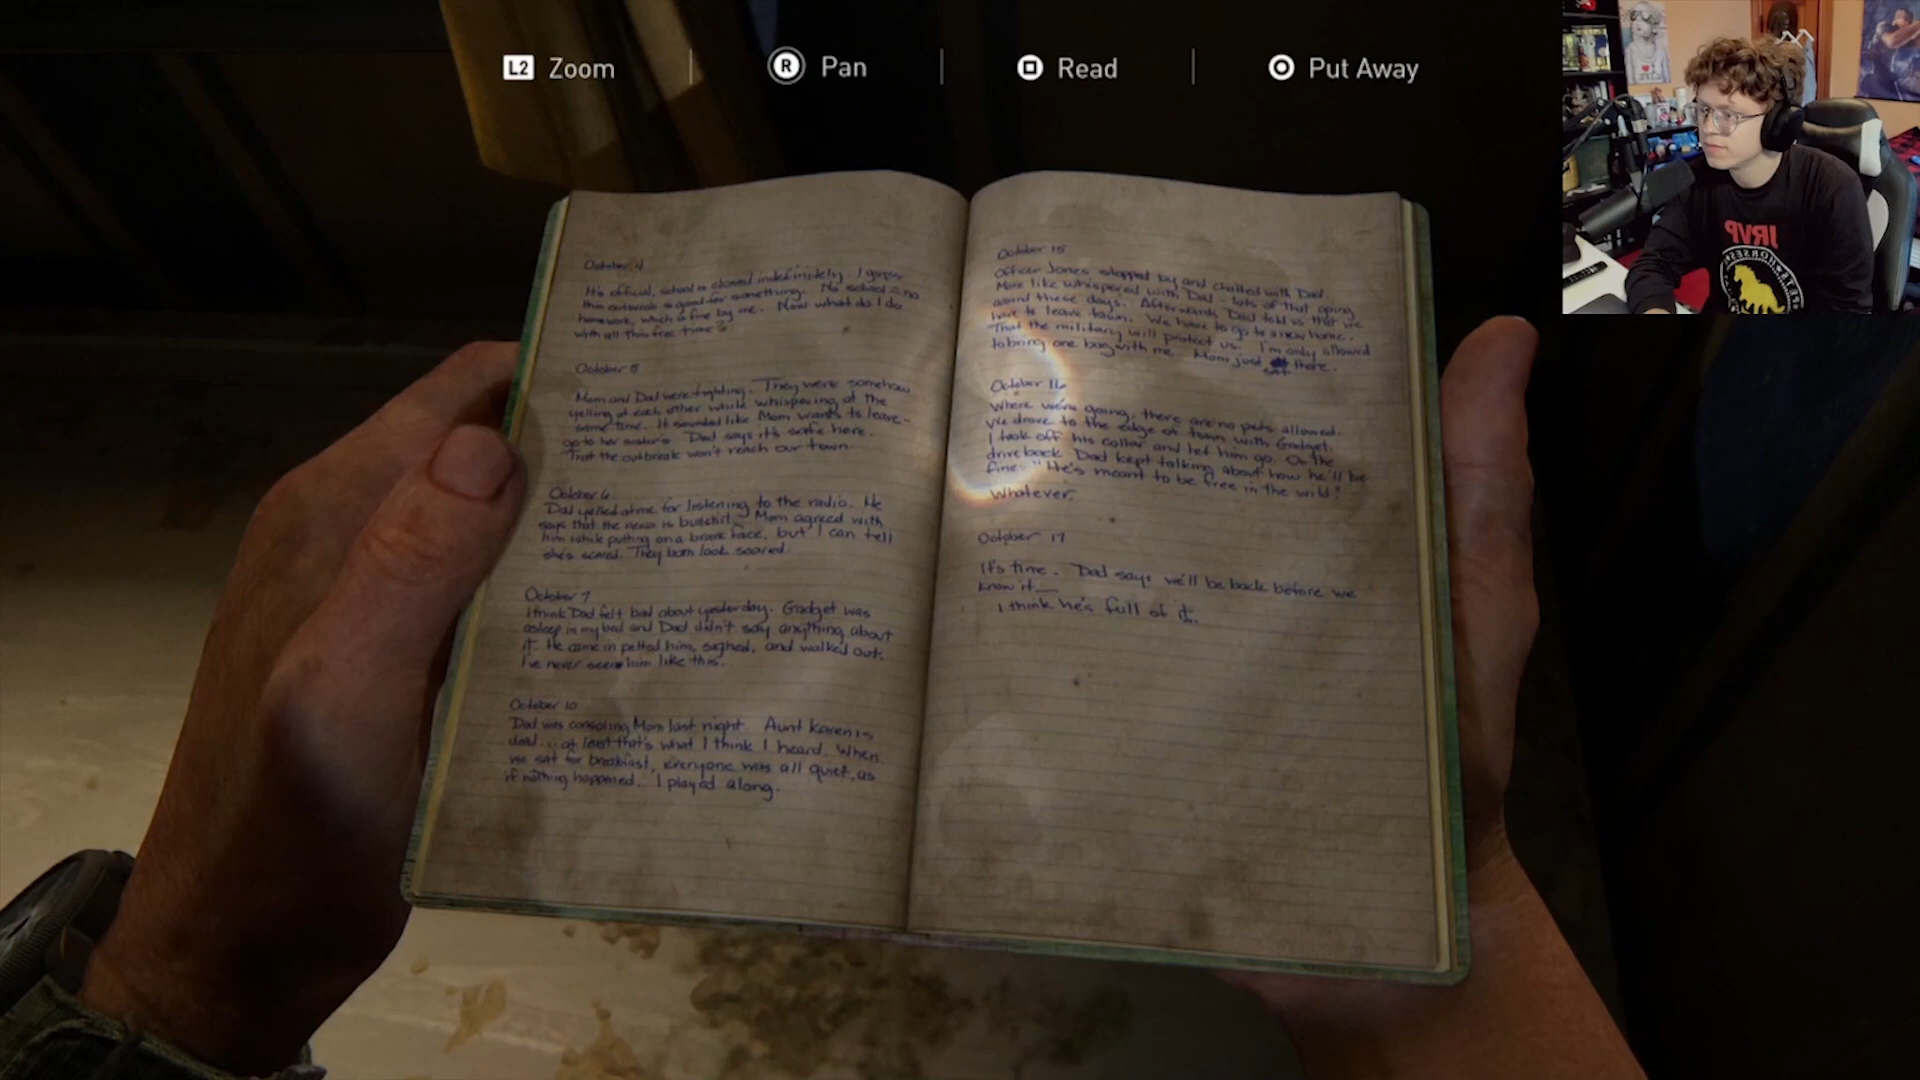 L2 Zoom
R Pan
Read
Put Away
October 4
It's official, school is closed indefinitely. I guess
this outbreak is good for something. No school = no
homework, which is fine by me. Now what do I do
with all this free time?
October 5
Mom and Dad were fighting. They were somehow
yelling at each other while whispering at the
same time. It sounded like Mom wants to leave-
go to her sister's. Dad says it's safe here.
That the outbreak won't reach our town.
October 6
Dad yelled at me for listening to the radio. He
says that the news is bullshit. Mom agreed with
him while putting on a brave face, but I can tell
she's scared. They both look scared.
October 7
I think Dad felt bad about yesterday. Gadget was
asleep in my bed and Dad didn't say anything about
it. He came in petted him, sighed, and walked out.
I've never seen him like this.
October 10
Dad was consoling Mom last night. Aunt Karen is
dead... at least that's what I think I heard. When
we sat for breakfast, everyone was all quiet, as
if nothing happened. I played along.
October 15
Officer Jones stopped by and chatted with Dad.
More like whispered with Dad - lots of that going
around these days. Afterwards Dad told us that we
have to leave town. We have to go to a new home.
That the military will protect us. I'm only allowed
to bring one bag with me. Mom just sat there.
October 16
Where we're going, there are no pets allowed.
We drove to the edge of town with Gadget.
I took off his collar and let him go. On the
drive back Dad kept talking about how he'll be
fine. "He's meant to be free in the wild"
Whatever.
October 17
It's time. Dad says we'll be back before we
know it__
I think he's full of it.
JRVP
HORSES
LIFE